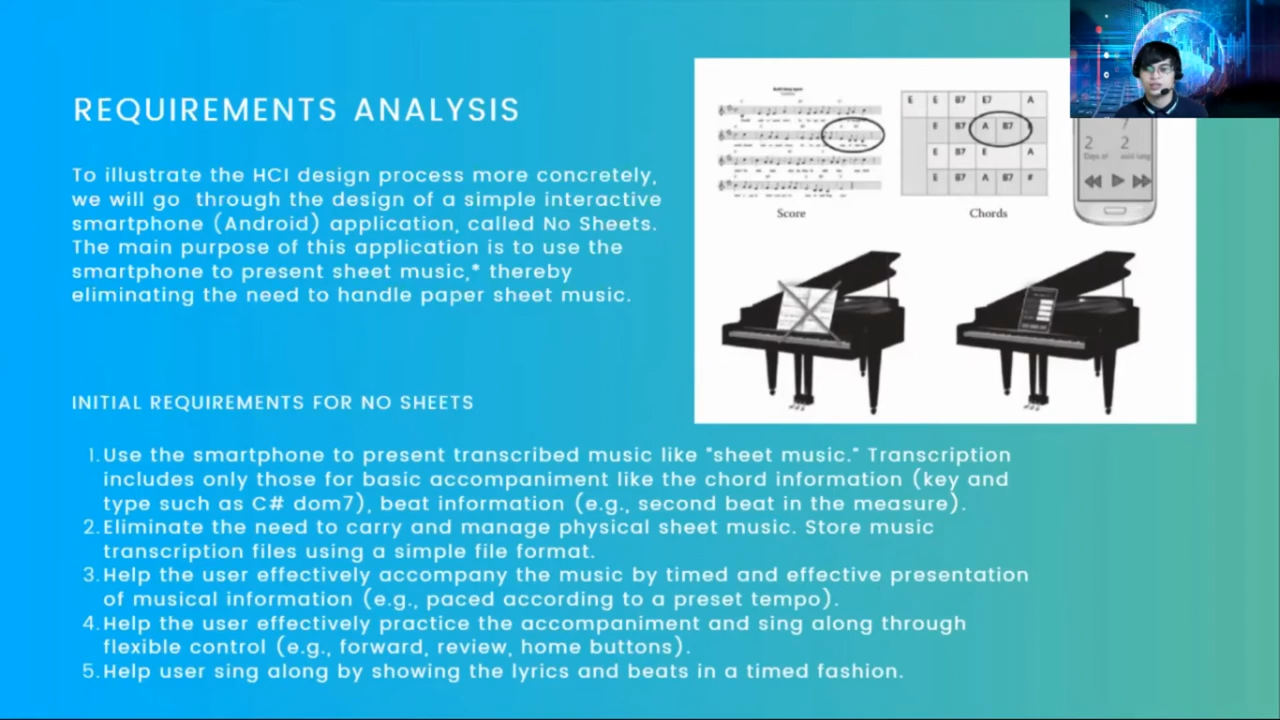 REQUIREMENTS ANALYSIS
To illustrate the HCI design process more concretely,
we will go through the design of a simple interactive
smartphone (Android) application, called No Sheets.
The main purpose of this application is to use the
smartphone to present sheet music,* thereby
eliminating the need to handle paper sheet music.
E E B7 E7 A
E B7 A B7
E B7 E A
E B7 A B7 #
Score
Chords
7
2 2
Days of
INITIAL REQUIREMENTS FOR NO SHEETS
1. Use the smartphone to present transcribed music like "sheet music." Transcription
includes only those for basic accompaniment like the chord information (key and
type such as C# dom7), beat information (e.g., second beat in the measure).
2. Eliminate the need to carry and manage physical sheet music. Store music
transcription files using a simple file format.
3. Help the user effectively accompany the music by timed and effective presentation
of musical information (e.g., paced according to a preset tempo).
4. Help the user effectively practice the accompaniment and sing along through
flexible control (e.g., forward, review, home buttons).
5. Help user sing along by showing the lyrics and beats in a timed fashion.